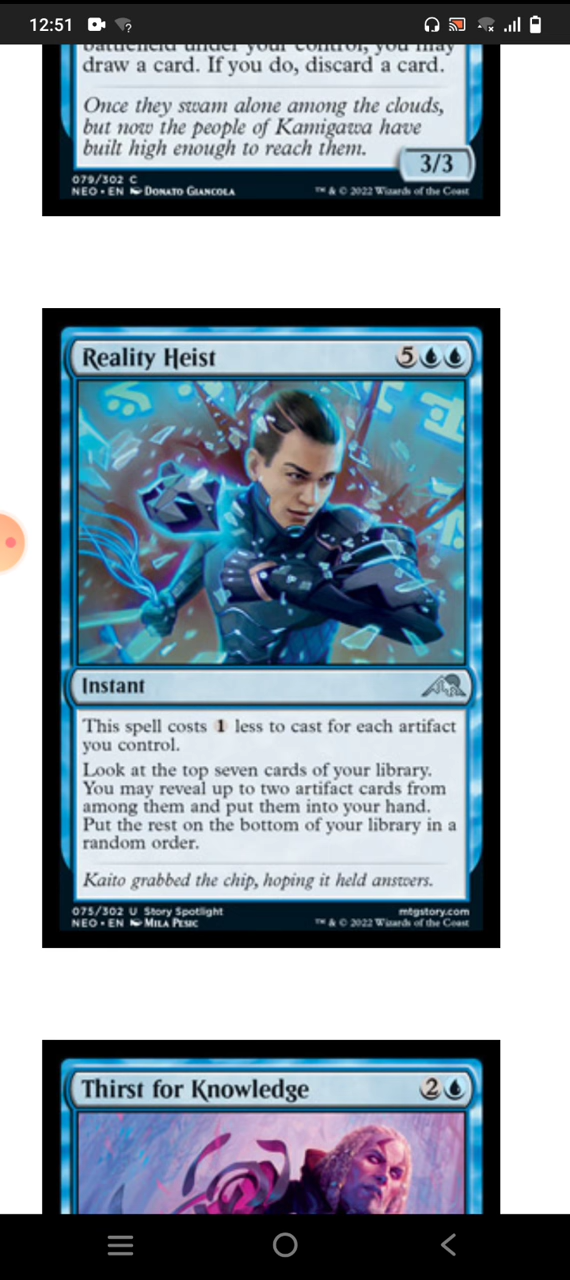 12:51
battlefield under your control, you may
draw a card. If you do, discard a card.
Once they swam alone among the clouds,
but now the people of Kamigawa have
built high enough to reach them.
3/3
079/302 C
NEO • EN DONATO GIANCOLA
™ & © 2022 Wizards of the Coast
Reality Heist
5
Instant
This spell costs 1 less to cast for each artifact
you control.
Look at the top seven cards of your library.
You may reveal up to two artifact cards from
among them and put them into your hand.
Put the rest on the bottom of your library in a
random order.
Kaito grabbed the chip, hoping it held answers.
075/302 U Story Spotlight
mtgstory.com
NEO • EN MILA PESIC
™ & © 2022 Wizards of the Coast
Thirst for Knowledge
2